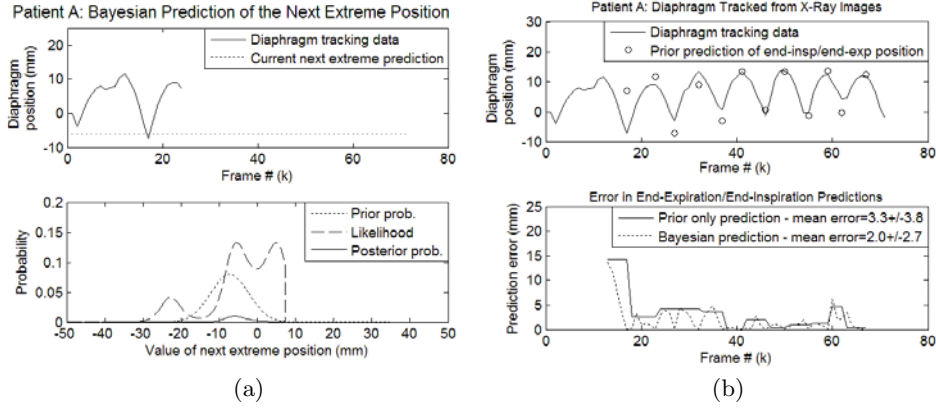 Patient A: Bayesian Prediction of the Next Extreme Position
Diaphragm tracking data
Current next extreme prediction
Diaphragm
position (mm)
20
10
0
-10
0 20 40 60 80
Frame # (k)
Prior prob.
Likelihood
Posterior prob.
Probability
0.2
0.15
0.1
0.05
0
-50 -40 -30 -20 -10 0 10 20 30 40 50
Value of next extreme position (mm)
(a)
Patient A: Diaphragm Tracked from X-Ray Images
Diaphragm tracking data
Prior prediction of end-insp/end-exp position
Diaphragm
position (mm)
30
20
10
0
-10
0 20 40 60 80
Frame # (k)
Error in End-Expiration/End-Inspiration Predictions
Prior only prediction - mean error=3.3+/-3.8
Bayesian prediction - mean error=2.0+/-2.7
Prediction error (mm)
25
20
15
10
5
0
0 20 40 60 80
Frame # (k)
(b)